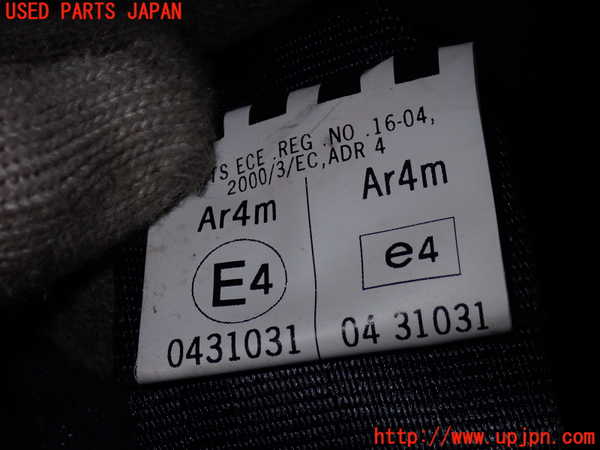 USED PARTS JAPAN
ECE .REG .NO .16-04,
2000/3/EC,ADR 4
Ar4m
Ar4m
E4
e4
0431031
04 31031
http://www.upjpn.com